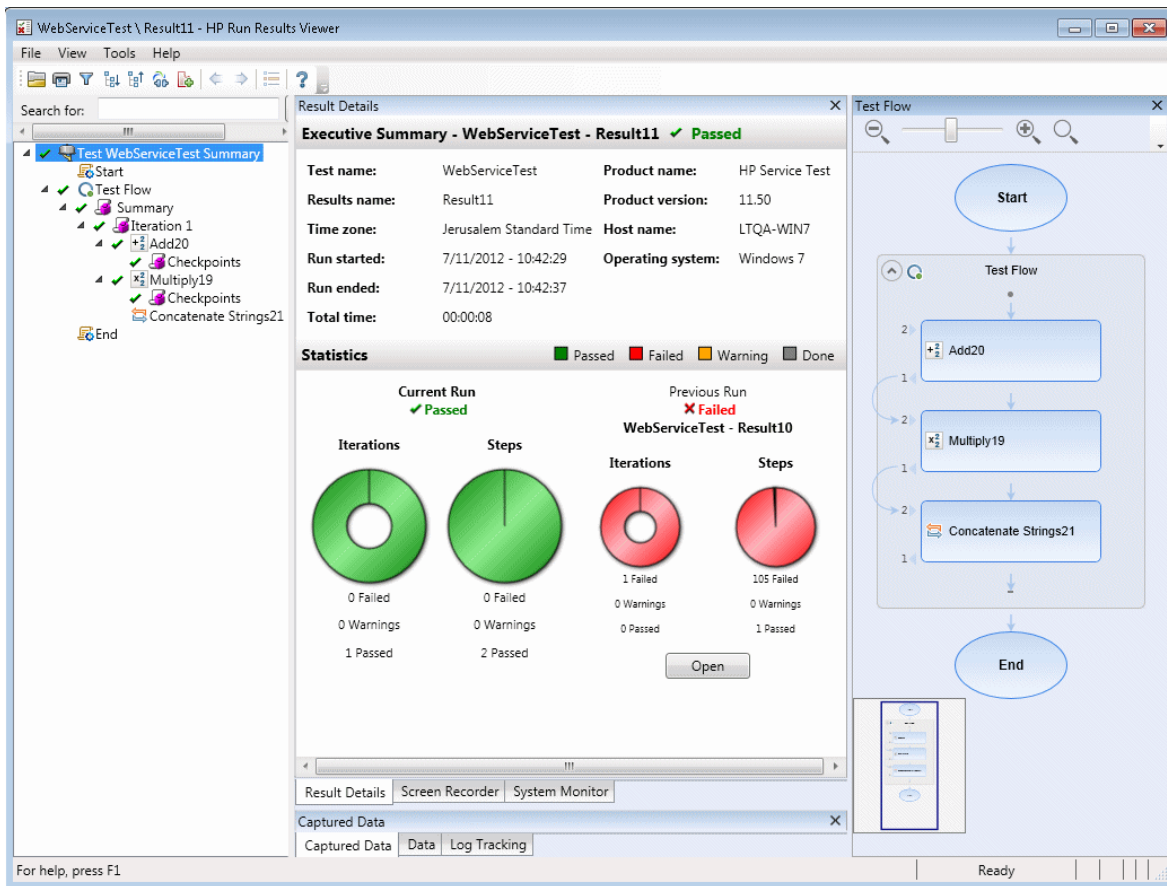 WebServiceTest \ Result11 - HP Run Results Viewer
File View Tools Help
Search for:
Test WebServiceTest Summary
Start
Test Flow
Summary
Iteration 1
Add20
Checkpoints
Multiply19
Checkpoints
Concatenate Strings21
End
Result Details
Executive Summary - WebServiceTest - Result11 Passed
Test name: WebServiceTest Product name: HP Service Test
Results name: Result11 Product version: 11.50
Time zone: Jerusalem Standard Time Host name: LTQA-WIN7
Run started: 7/11/2012 - 10:42:29 Operating system: Windows 7
Run ended: 7/11/2012 - 10:42:37
Total time: 00:00:08
Statistics Passed Failed Warning Done
Current Run
Passed
Iterations Steps
0 Failed 0 Failed
0 Warnings 0 Warnings
1 Passed 2 Passed
Previous Run
Failed
WebServiceTest - Result10
Iterations Steps
1 Failed 105 Failed
0 Warnings 0 Warnings
0 Passed 1 Passed
Open
Result Details Screen Recorder System Monitor
Captured Data
Captured Data Data Log Tracking
Test Flow
Start
Test Flow
2
Add20
1
2
Multiply19
1
2
Concatenate Strings21
1
End
For help, press F1 Ready